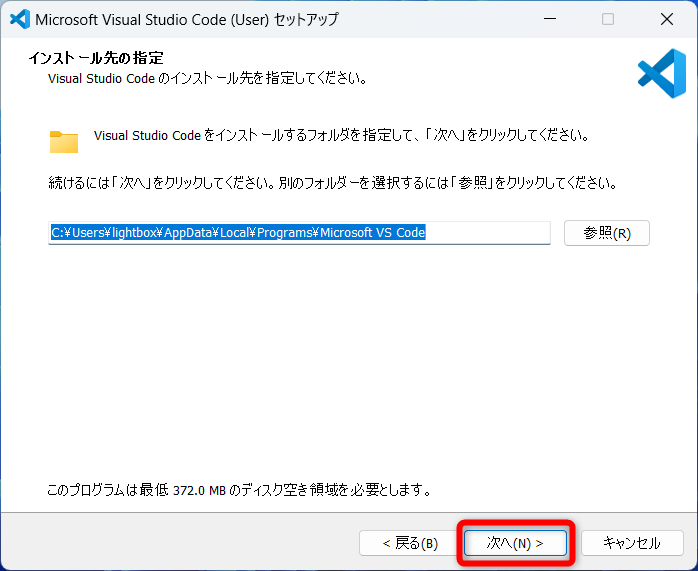 Microsoft Visual Studio Code (User) セットアップ
インストール先の指定
Visual Studio Code のインストール先を指定してください。
Visual Studio Code をインストールするフォルダを指定して、「次へ」をクリックしてください。
続けるには「次へ」をクリックしてください。別のフォルダーを選択するには「参照」をクリックしてください。
C:¥Users¥lightbox¥AppData¥Local¥Programs¥Microsoft VS Code
参照(R)
このプログラムは最低 372.0 MB のディスク空き領域を必要とします。
< 戻る(B)
次へ(N) >
キャンセル